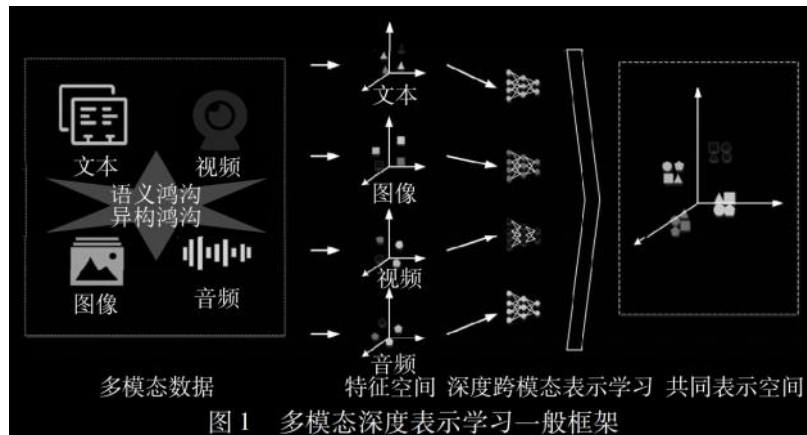 文本
文本 视频
图像
语义鸿沟
异构鸿沟
视频
图像 音频
音频
多模态数据 特征空间 深度跨模态表示学习 共同表示空间
图1 多模态深度表示学习一般框架